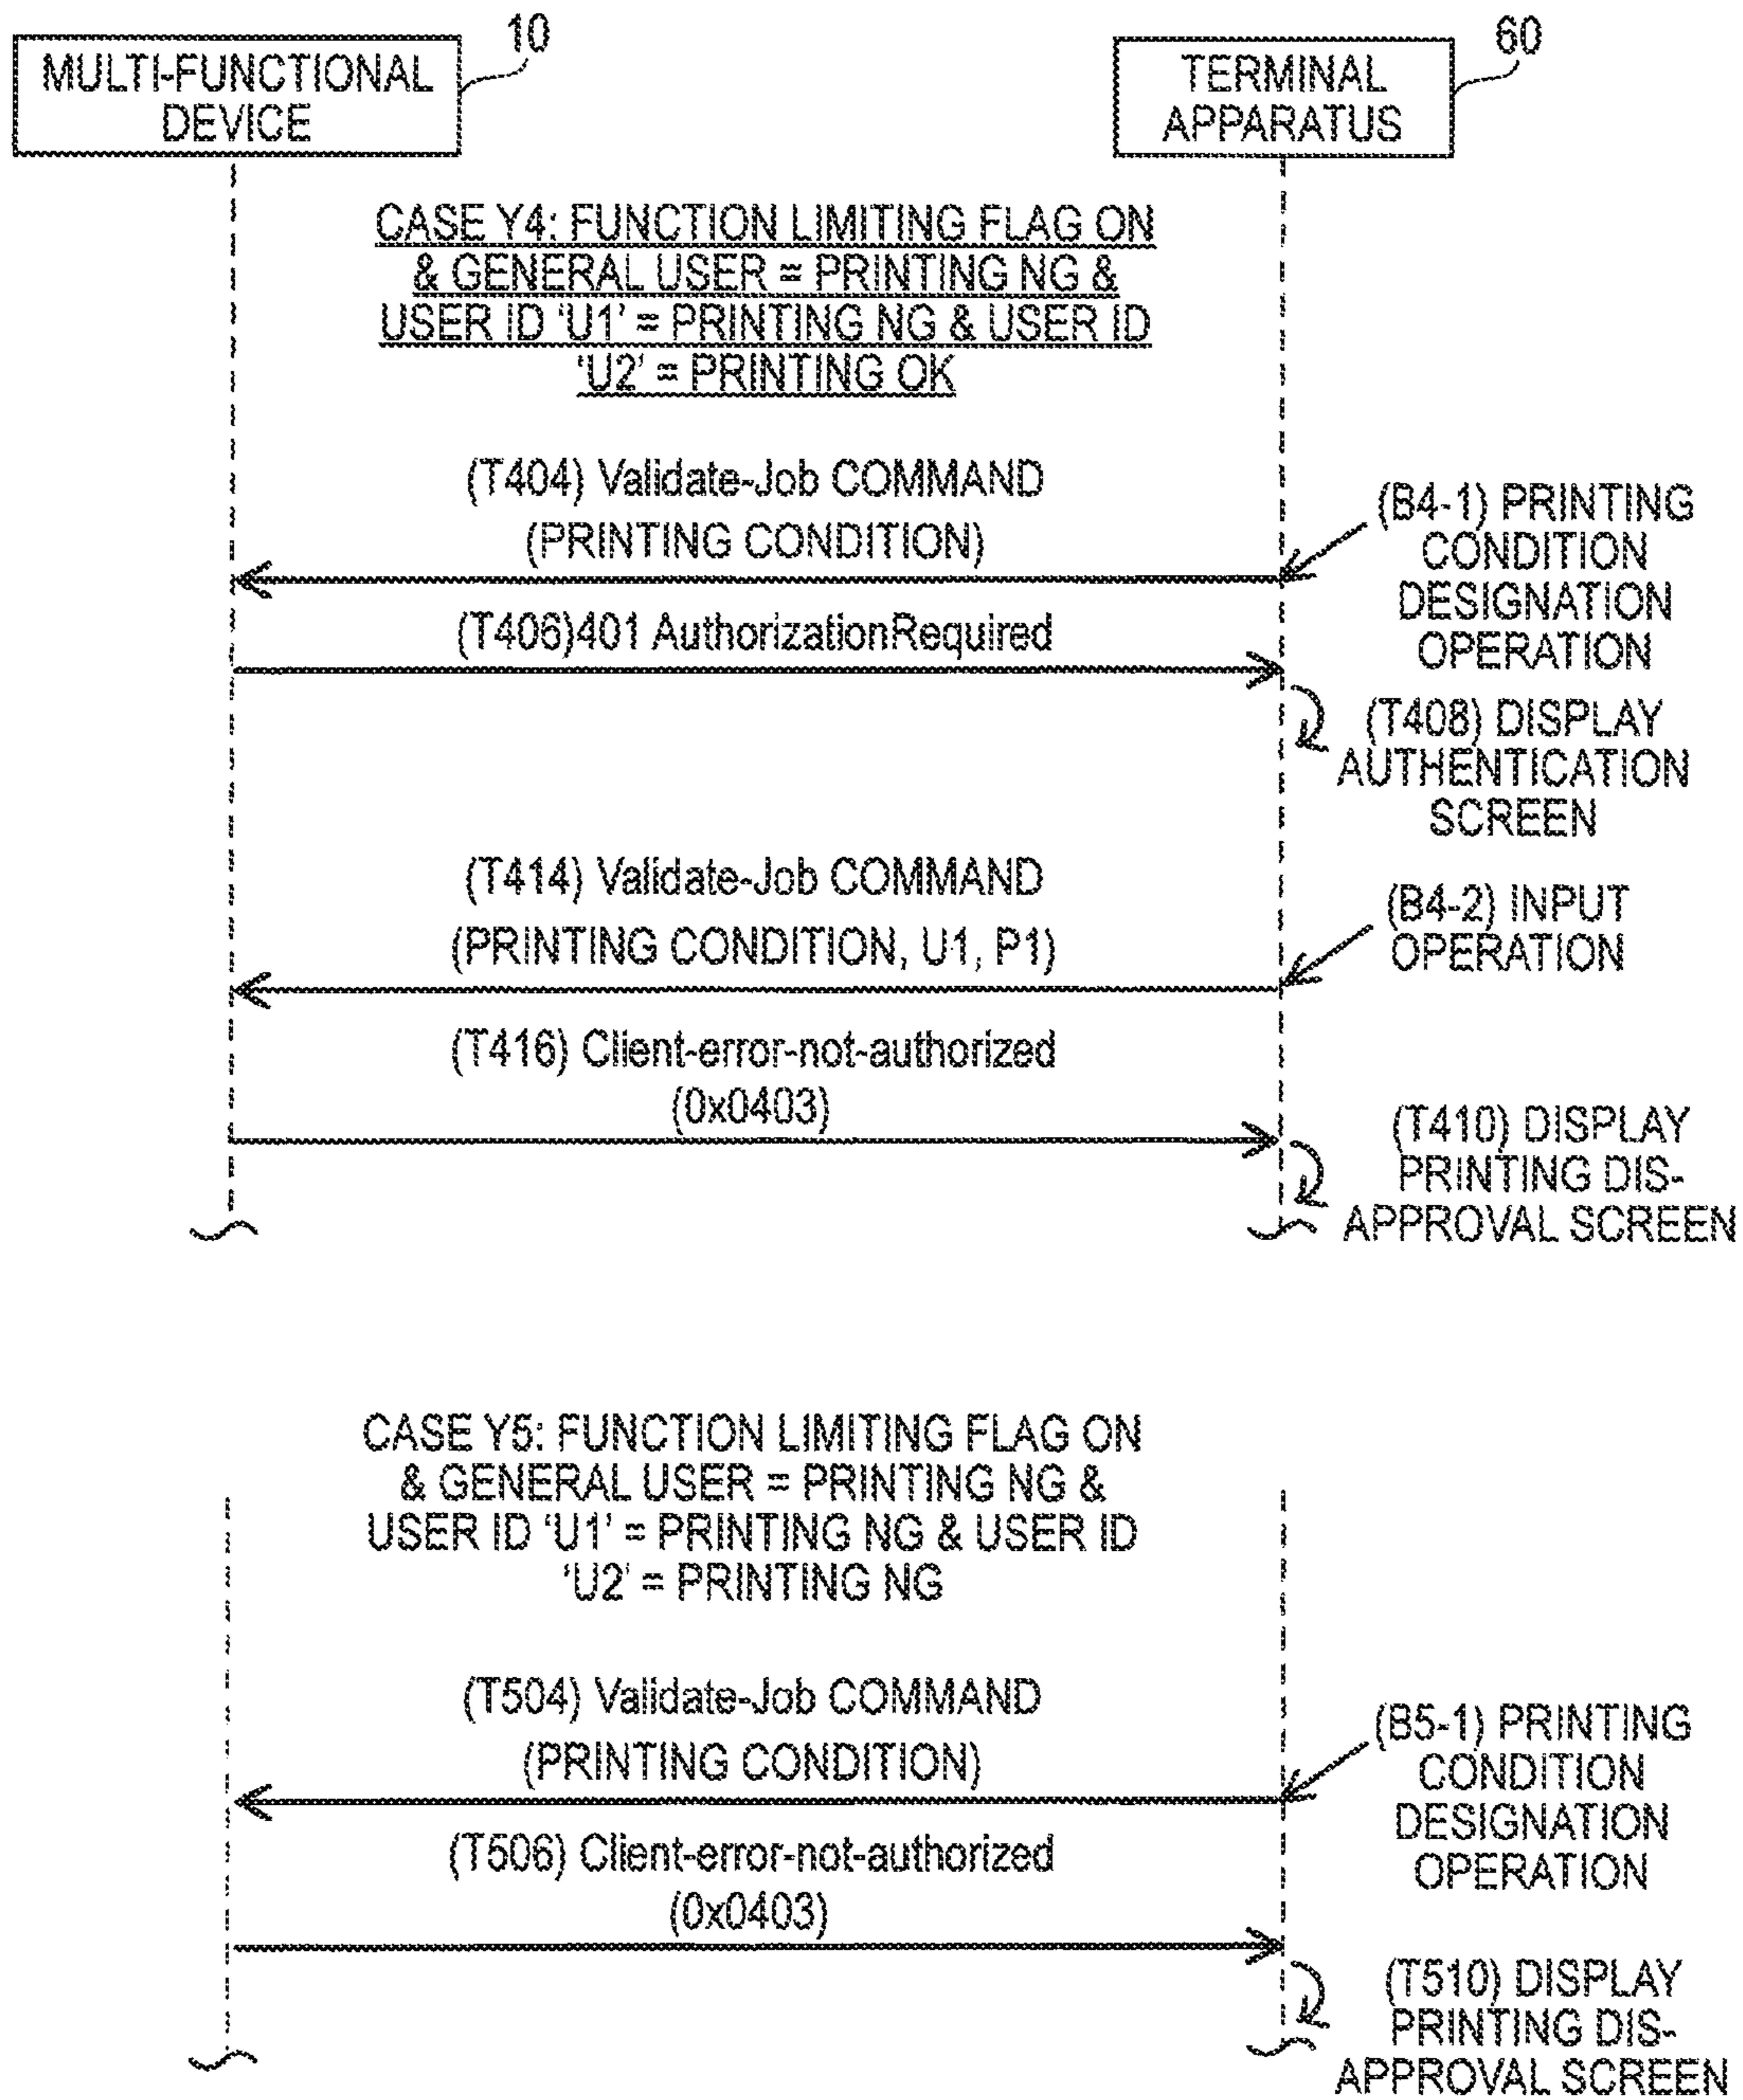 10
MULTI-FUNCTIONAL
DEVICE
60
TERMINAL
APPARATUS
CASE Y4: FUNCTION LIMITING FLAG ON
& GENERAL USER = PRINTING NG &
USER ID ‘U1’ = PRINTING NG & USER ID
‘U2’ = PRINTING OK
(T404) Validate-Job COMMAND
(PRINTING CONDITION)
(B4-1) PRINTING
CONDITION
DESIGNATION
OPERATION
(T406)401 AuthorizationRequired
(T408) DISPLAY
AUTHENTICATION
SCREEN
(T414) Validate-Job COMMAND
(PRINTING CONDITION, U1, P1)
(B4-2) INPUT
OPERATION
(T416) Client-error-not-authorized
(0x0403)
(T410) DISPLAY
PRINTING DIS-
APPROVAL SCREEN
CASE Y5: FUNCTION LIMITING FLAG ON
& GENERAL USER = PRINTING NG &
USER ID ‘U1’ = PRINTING NG & USER ID
‘U2’ = PRINTING NG
(T504) Validate-Job COMMAND
(PRINTING CONDITION)
(B5-1) PRINTING
CONDITION
DESIGNATION
OPERATION
(T506) Client-error-not-authorized
(0x0403)
(T510) DISPLAY
PRINTING DIS-
APPROVAL SCREEN